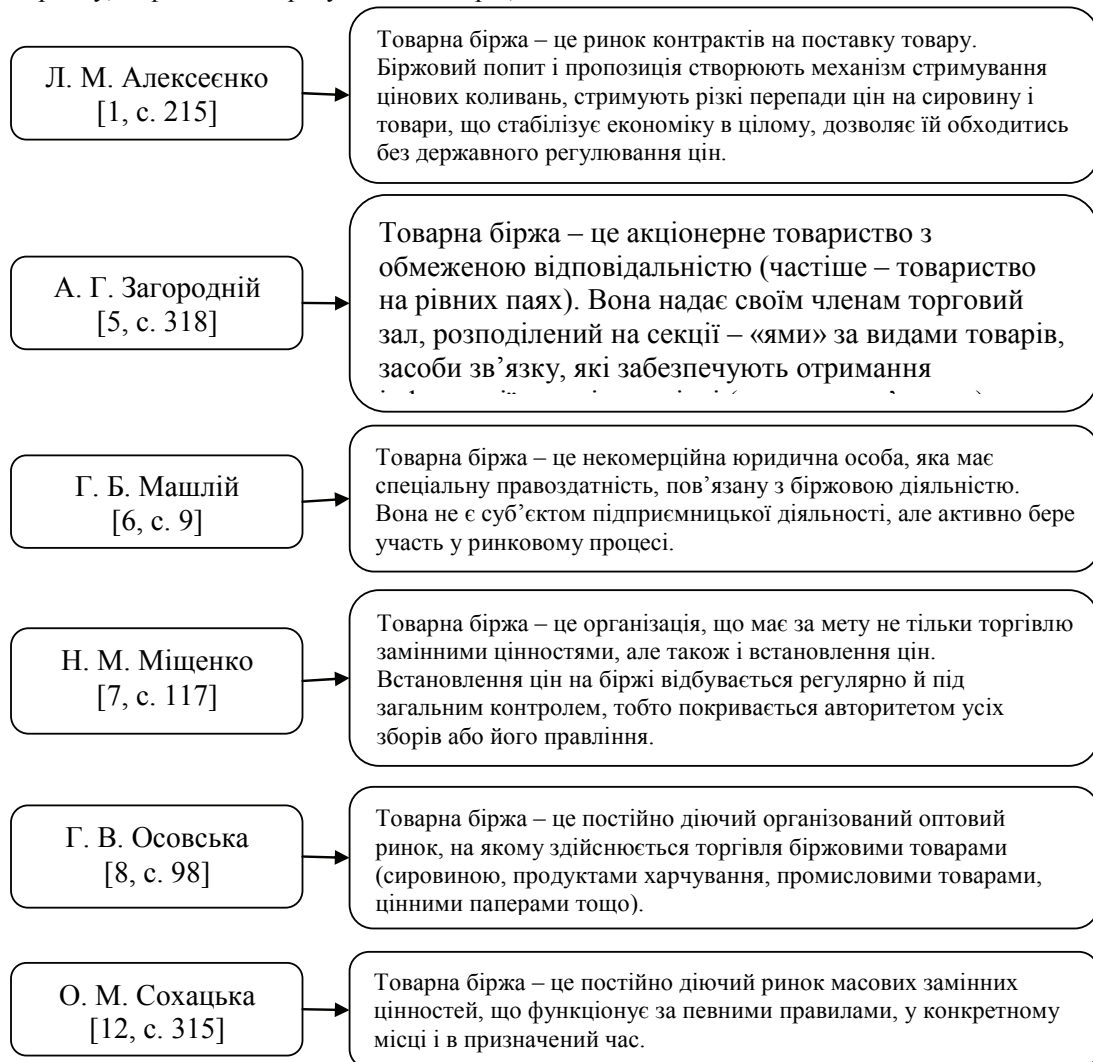 Л. М. Алексеєнко
[1, с. 215]
Товарна біржа – це ринок контрактів на поставку товару.
Біржовий попит і пропозиція створюють механізм стримування
цінових коливань, стримують різкі перепади цін на сировину і
товари, що стабілізує економіку в цілому, дозволяє їй обходитись
без державного регулювання цін.
А. Г. Загородній
[5, с. 318]
Товарна біржа – це акціонерне товариство з
обмеженою відповідальністю (частіше – товариство
на рівних паях). Вона надає своїм членам торговий
зал, розподілений на секції – «ями» за видами товарів,
засоби зв’язку, які забезпечують отримання
Г. Б. Машлій
[6, с. 9]
Товарна біржа – це некомерційна юридична особа, яка має
спеціальну правоздатність, пов’язану з біржовою діяльністю.
Вона не є суб’єктом підприємницької діяльності, але активно бере
участь у ринковому процесі.
Н. М. Міщенко
[7, с. 117]
Товарна біржа – це організація, що має за мету не тільки торгівлю
замінними цінностями, але також і встановлення цін.
Встановлення цін на біржі відбувається регулярно й під
загальним контролем, тобто покривається авторитетом усіх
зборів або його правління.
Г. В. Осовська
[8, с. 98]
Товарна біржа – це постійно діючий організований оптовий
ринок, на якому здійснюється торгівля біржовими товарами
(сировиною, продуктами харчування, промисловими товарами,
цінними паперами тощо).
О. М. Сохацька
[12, с. 315]
Товарна біржа – це постійно діючий ринок масових замінних
цінностей, що функціонує за певними правилами, у конкретному
місці і в призначений час.